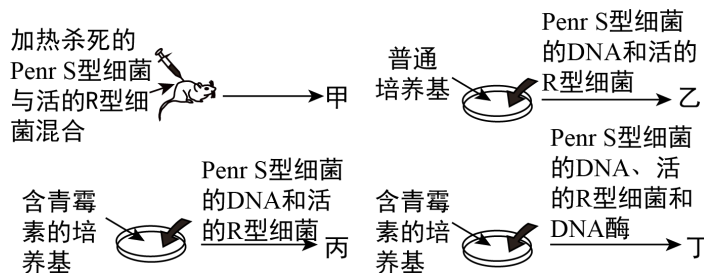 加热杀死的
Penr S型细菌
与活的R型细
菌混合
甲
普通
培养基
Penr S型细菌
的DNA和活的
R型细菌
乙
含青霉
素的培
养基
Penr S型细菌
的DNA和活
的R型细菌
丙
含青霉
素的培
养基
Penr S型细菌
的DNA、活
的R型细菌和
DNA酶
丁